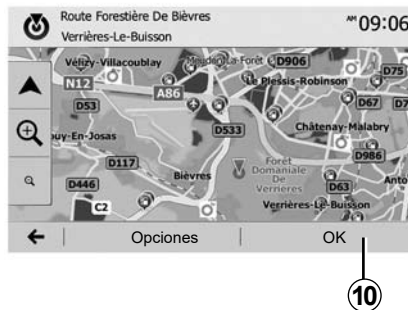 Route Forestière De Bièvres
Verrières-Le-Buisson
AM 09:06
Vélizy-Villacoublay
Meudon-La-Forêt
D906
Le Plessis-Robinson
D75
N12
A86
D53
D67
D533
Châtenay-Malabry
ouy-En-Josas
D117
D986
Forêt
Domaniale
De
Verrières
D446
Bièvres
D63
Anto
C2
Verrières-Le-Buisson
Opciones
OK
10